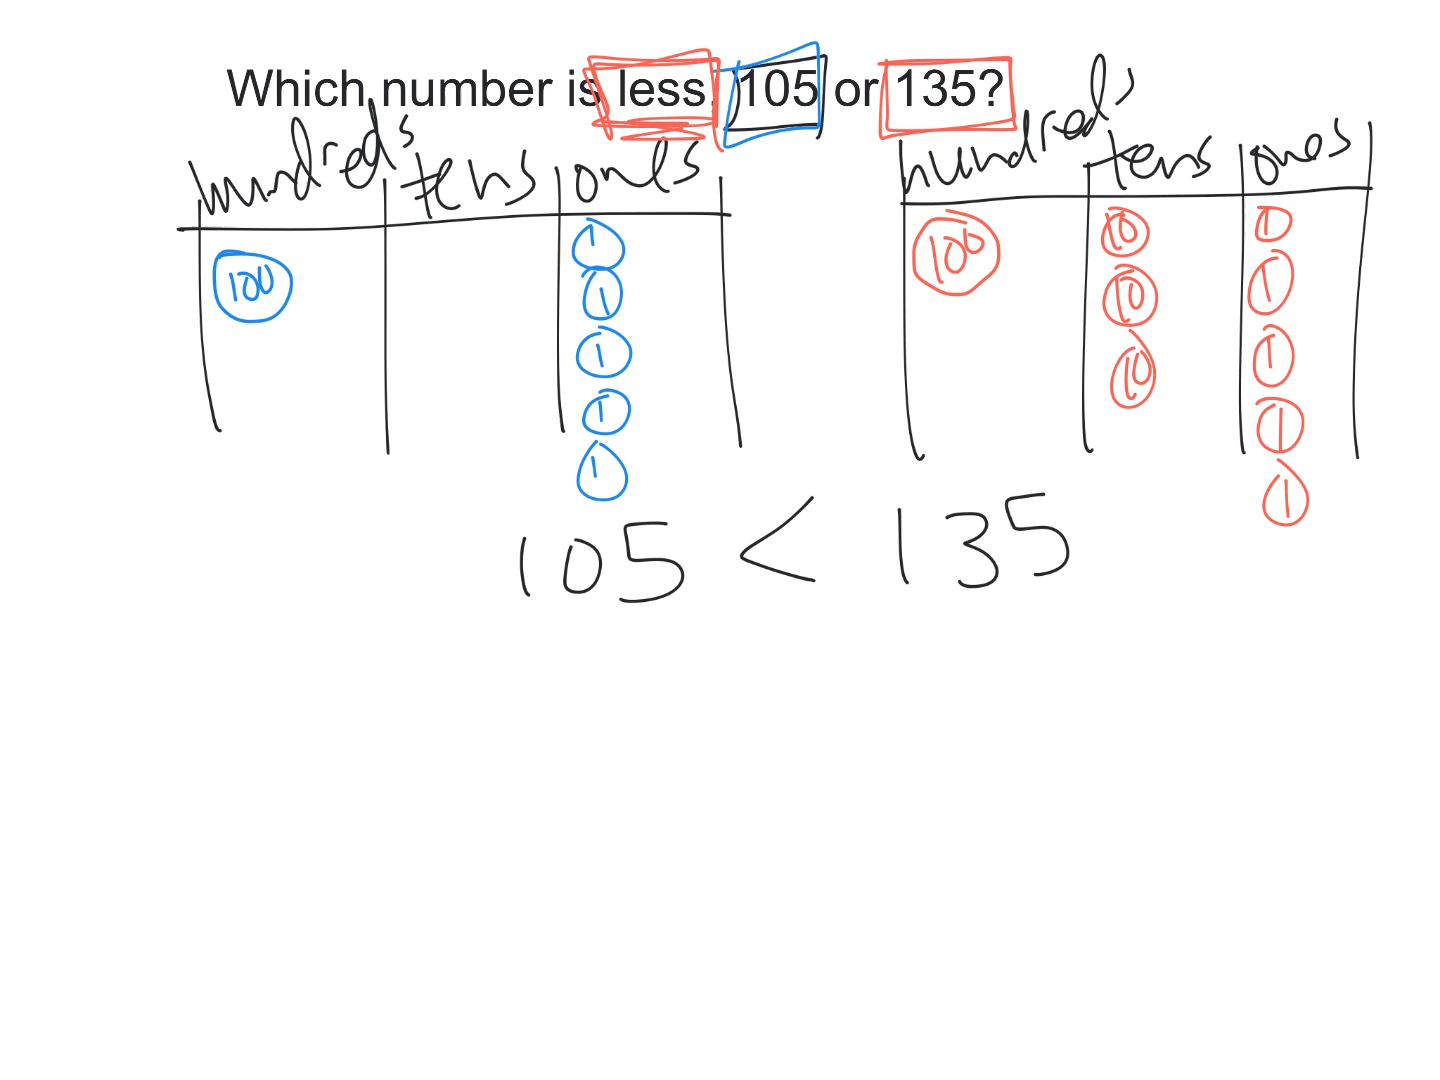 Which number is less, 105 or 135?
hundreds tens ones hundreds tens ones
100 1 100 10 1
1 10 1
1 10 1
1 1
1 1
105 < 135